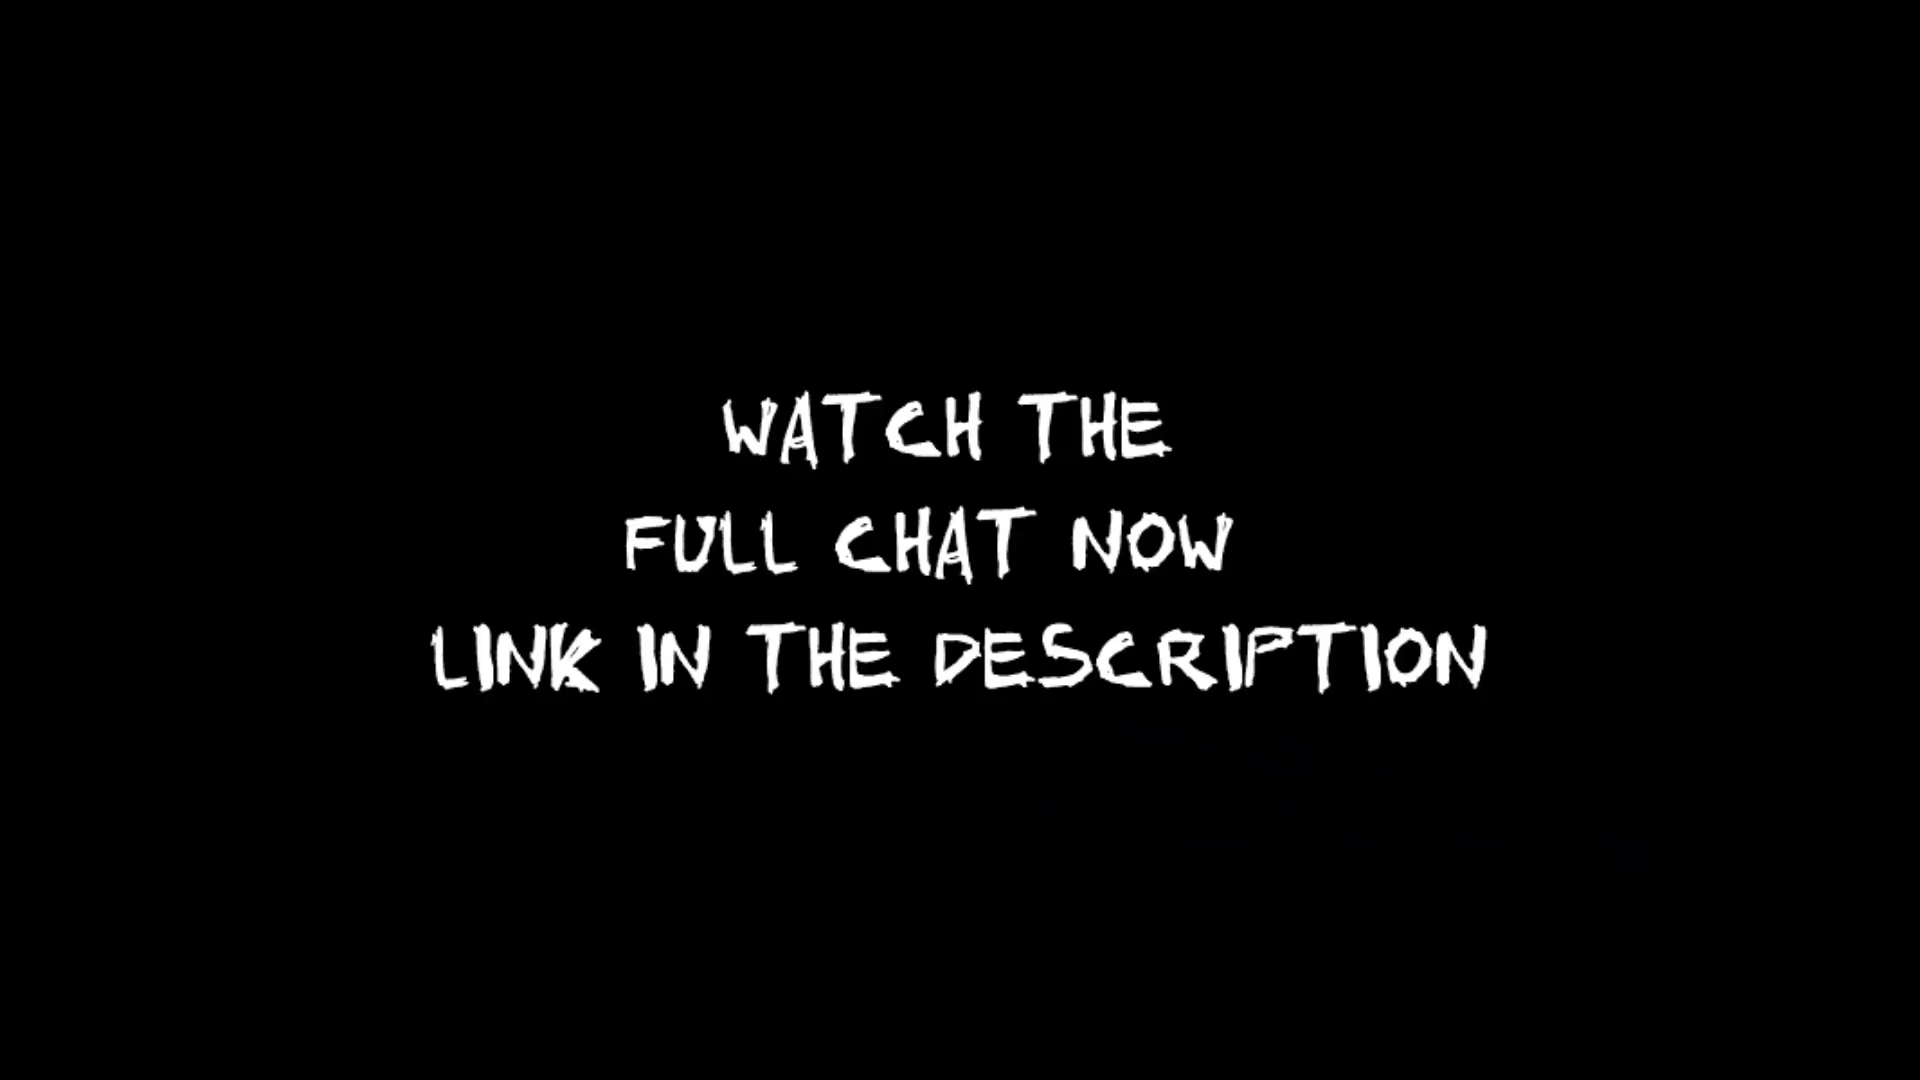 WATCH THE
FULL CHAT NOW
LINK IN THE DESCRIPTION